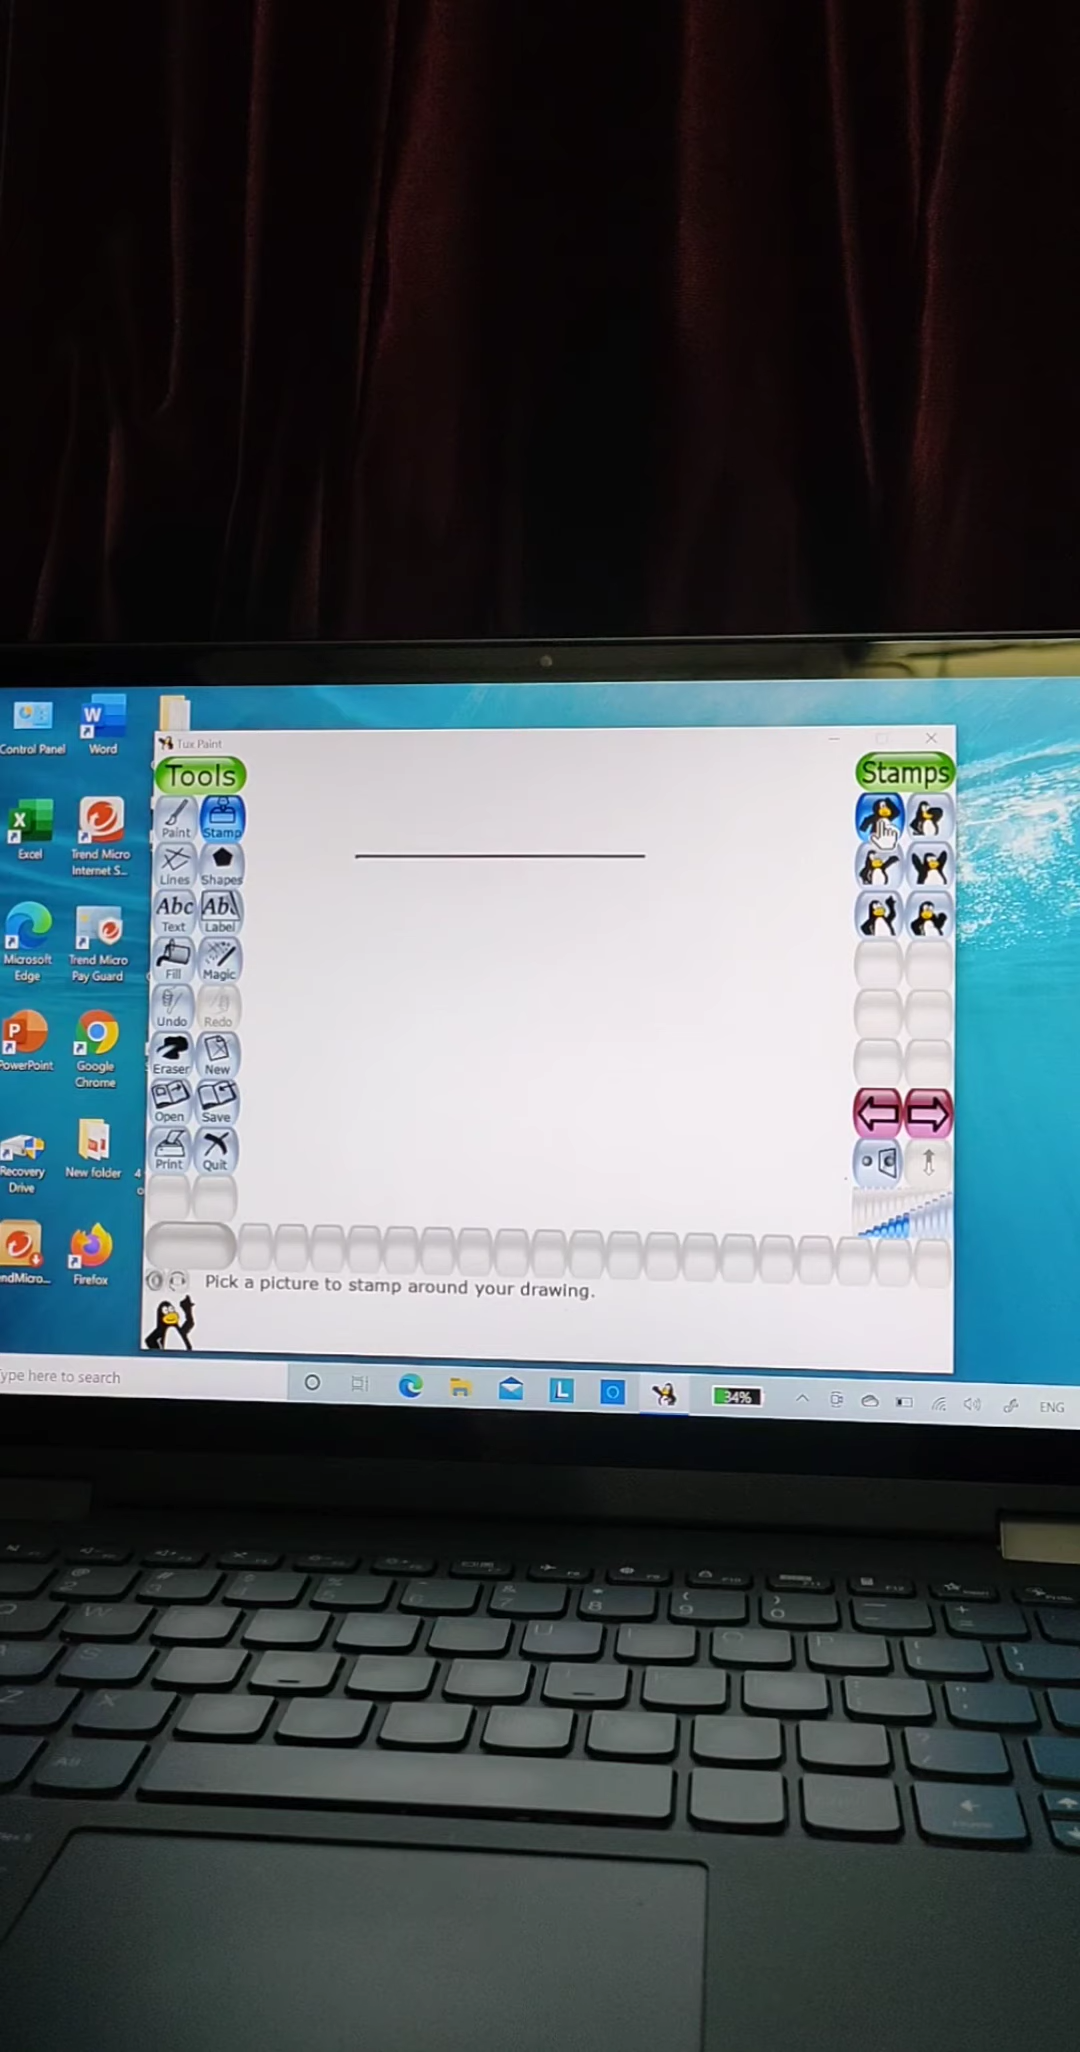 Control Panel
Word
Tux Paint
Tools
Stamps
Paint
Stamp
Excel
Trend Micro
Internet S...
Lines
Shapes
Abc
Text
Label
Microsoft
Edge
Trend Micro
Pay Guard
Fill
Magic
Undo
Redo
PowerPoint
Google
Chrome
Eraser
New
Open
Save
Recovery
Drive
New folder
Print
Quit
ndMicro...
Firefox
Pick a picture to stamp around your drawing.
ype here to search
34%
ENG